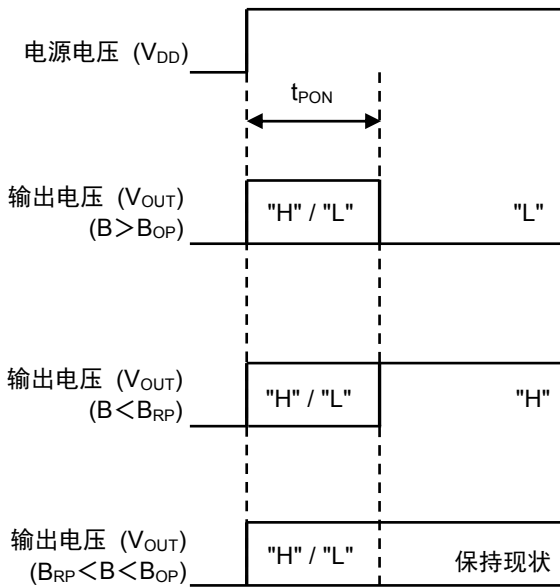 电源电压 (VDD)
tPON
输出电压 (VOUT)
(B＞BOP)
"H" / "L"
"L"
输出电压 (VOUT)
(B＜BRP)
"H" / "L"
"H"
输出电压 (VOUT)
(BRP＜B＜BOP)
"H" / "L"
保持现状